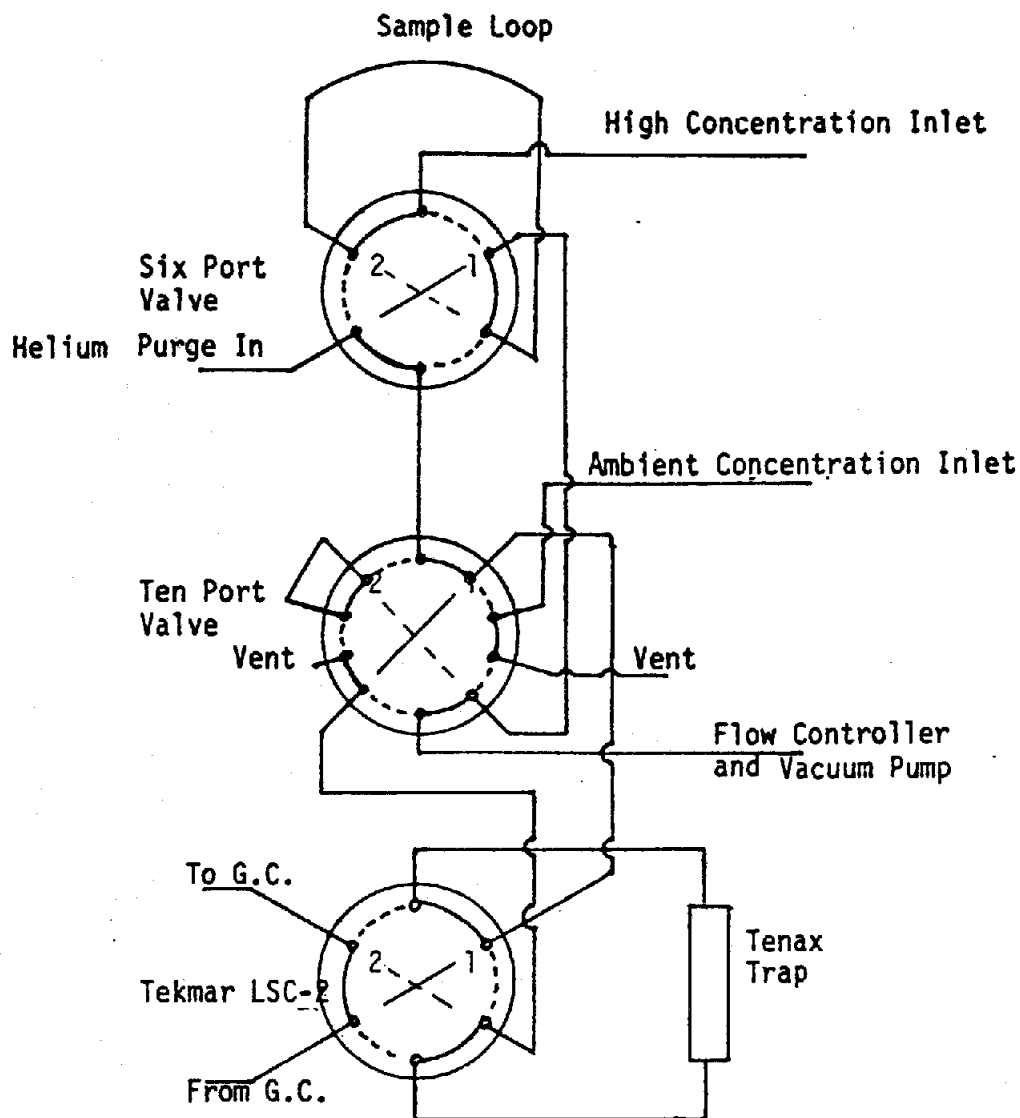 Sample Loop
High Concentration Inlet
2 1
Six Port
Valve
Helium Purge In
Ambient Concentration Inlet
2 1
Ten Port
Valve
Vent
Vent
Flow Controller
and Vacuum Pump
To G.C.
2 1
Tenax
Trap
Tekmar LSC-2
From G.C.